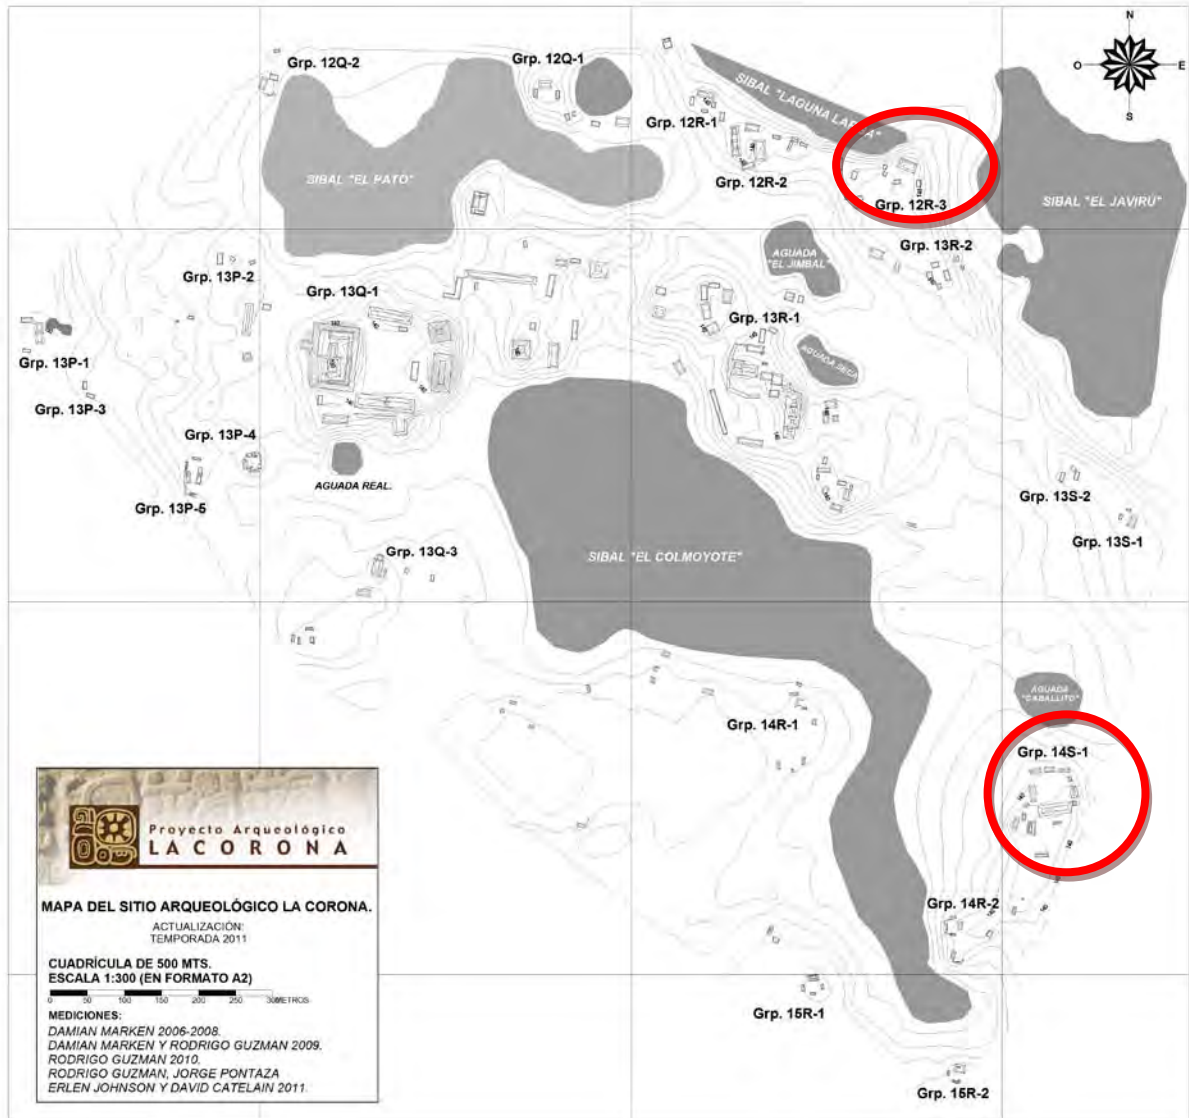 N
O
E
S
Grp. 12Q-2
Grp. 12Q-1
SIBAL "LAGUNA
Grp. 12R-1
Grp. 12R-2
SIBAL "EL PATO"
Grp. 12R-3
SIBAL "EL JAVIRÚ"
Grp. 13R-2
AGUADA
"EL JIMBAL"
Grp. 13P-2
Grp. 13Q-1
Grp. 13R-1
AGUADA SECA
Grp. 13P-1
Grp. 13P-3
Grp. 13P-4
AGUADA REAL.
Grp. 13P-5
Grp. 13S-2
Grp. 13S-1
Grp. 13Q-3
SIBAL "EL COLMOYOTE"
AGUADA
"CABALLITO"
Grp. 14R-1
Grp. 14S-1
Grp. 14R-2
Grp. 15R-1
Grp. 15R-2
Proyecto Arqueológico
LA CORONA
MAPA DEL SITIO ARQUEOLÓGICO LA CORONA.
ACTUALIZACIÓN:
TEMPORADA 2011
CUADRÍCULA DE 500 MTS.
ESCALA 1:300 (EN FORMATO A2)
0 50 100 150 200 250 300 METROS
MEDICIONES:
DAMIAN MARKEN 2006-2008.
DAMIAN MARKEN Y RODRIGO GUZMAN 2009.
RODRIGO GUZMAN 2010.
RODRIGO GUZMAN, JORGE PONTAZA
ERLEN JOHNSON Y DAVID CATELAIN 2011.